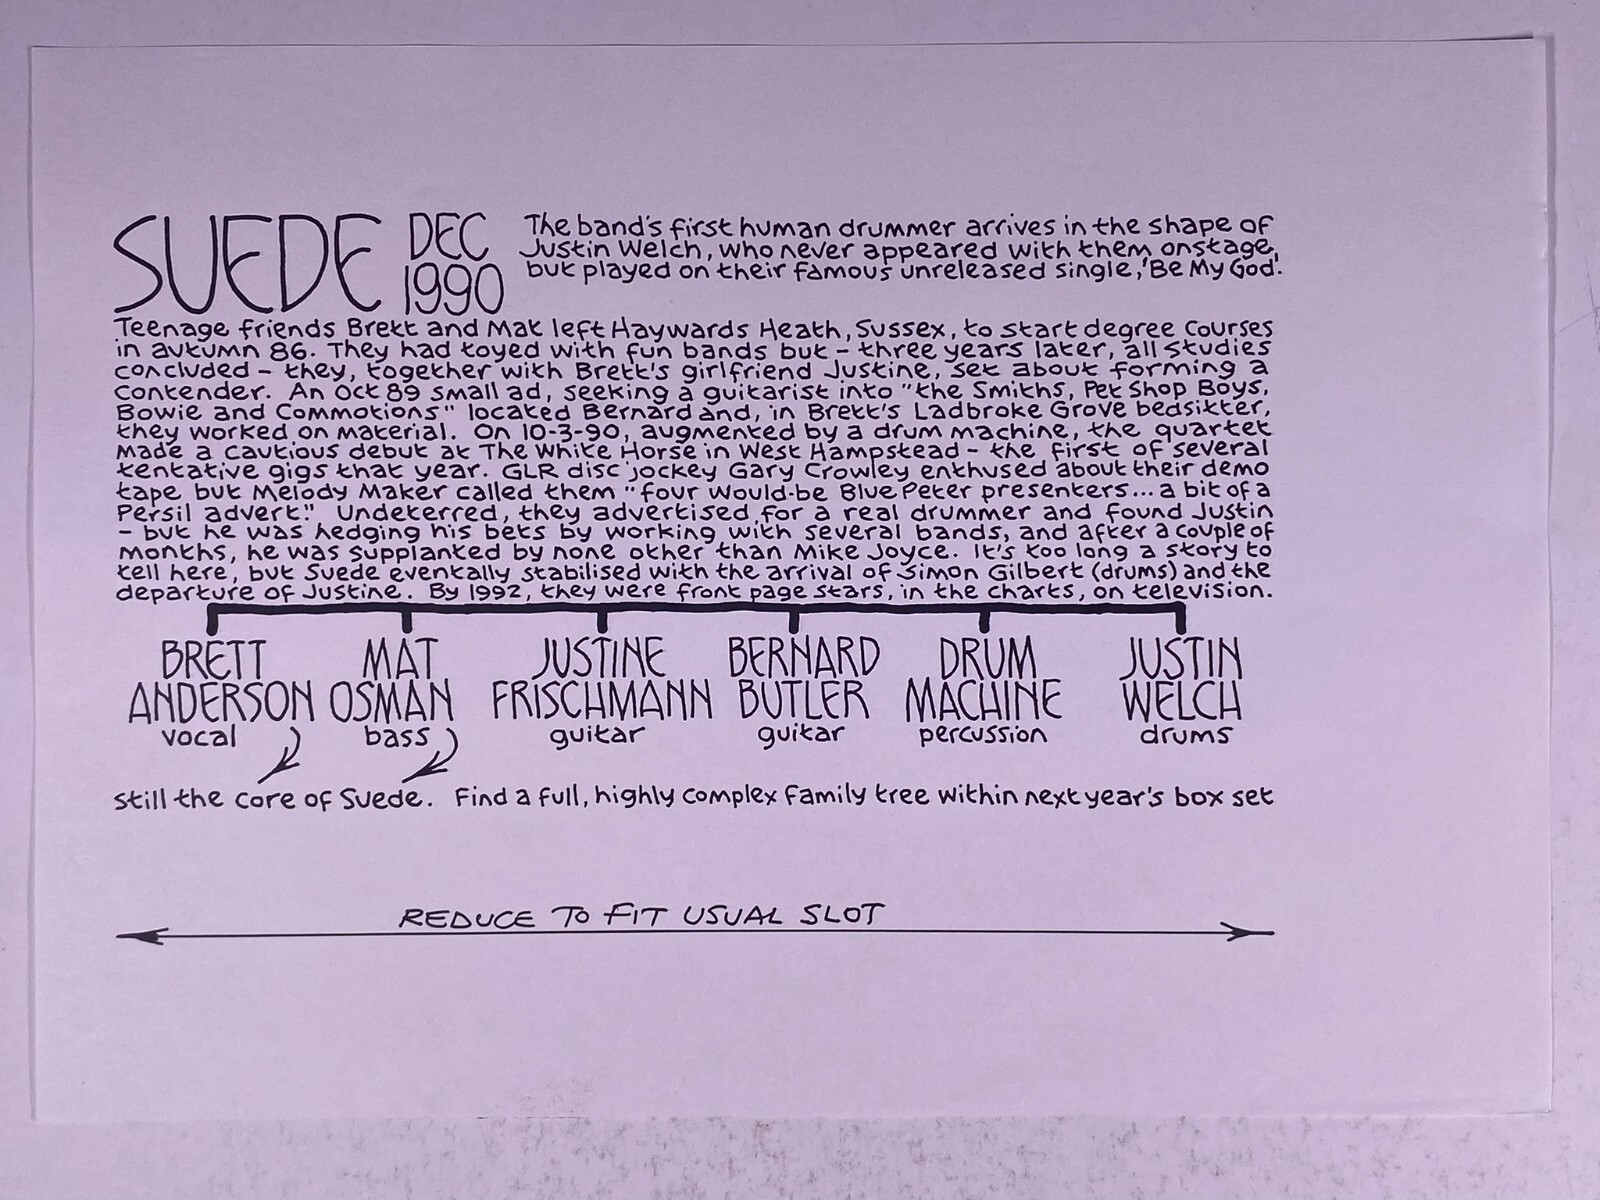 SUEDE DEC 1990
The band's first human drummer arrives in the shape of
Justin Welch, who never appeared with them onstage,
but played on their famous unreleased single, 'Be My God'.
Teenage friends Brett and Mat left Haywards Heath, Sussex, to start degree courses
in autumn 86. They had toyed with fun bands but – three years later, all studies
concluded – they, together with Brett's girlfriend Justine, set about forming a
contender. An Oct 89 small ad, seeking a guitarist into "the Smiths, Pet Shop Boys,
Bowie and Commotions" located Bernard and, in Brett's Ladbroke Grove bedsitter,
they worked on material. On 10-3-90, augmented by a drum machine, the quartet
made a cautious debut at The White Horse in West Hampstead – the first of several
tentative gigs that year. GLR disc jockey Gary Crowley enthused about their demo
tape but Melody Maker called them "four would-be Blue Peter presenters... a bit of a
Persil advert". Undeterred, they advertised for a real drummer and found Justin
– but he was hedging his bets by working with several bands, and after a couple of
months, he was supplanted by none other than Mike Joyce. It's too long a story to
tell here, but Suede eventally stabilised with the arrival of Simon Gilbert (drums) and the
departure of Justine. By 1992, they were front page stars, in the charts, on television.
BRETT ANDERSON vocal
MAT OSMAN bass
JUSTINE FRISCHMANN guitar
BERNARD BUTLER guitar
DRUM MACHINE percussion
JUSTIN WELCH drums
still the core of Suede. Find a full, highly complex family tree within next year's box set
REDUCE TO FIT USUAL SLOT